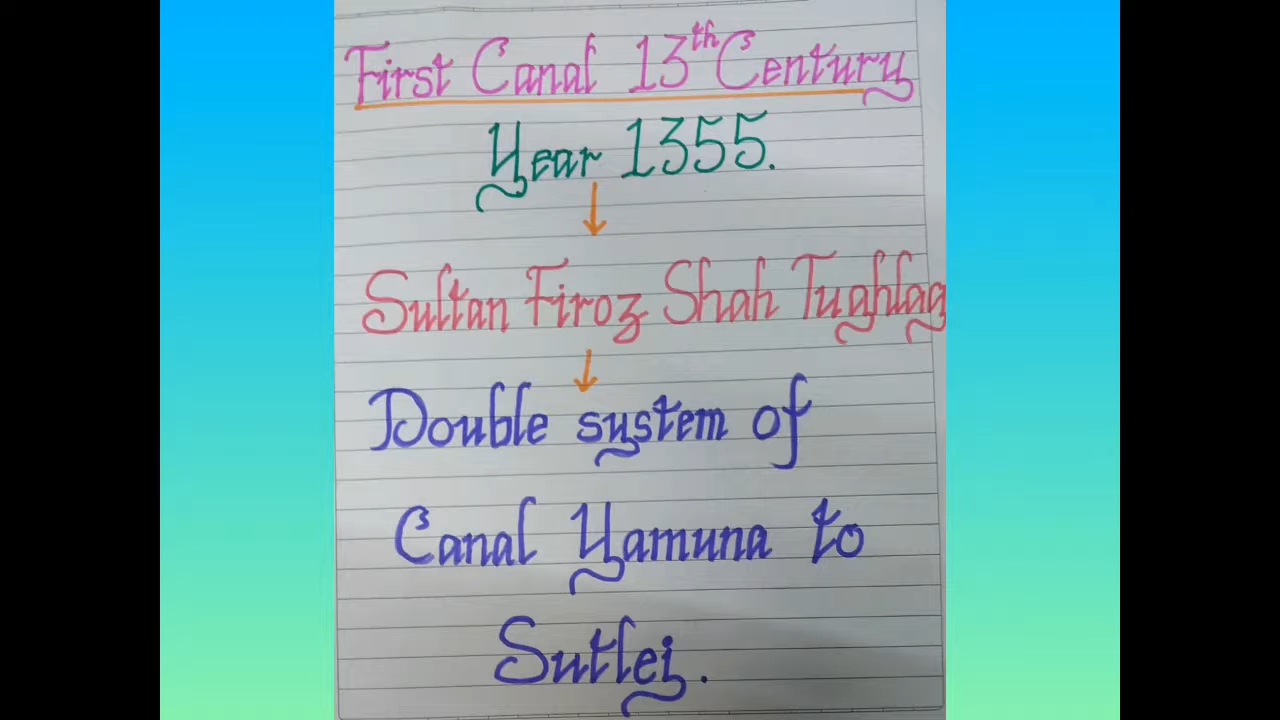 First Canal 13th Century
Year 1355.
Sultan Firoz Shah Tughlaq
Double system of
Canal Yamuna to
Sutlej.